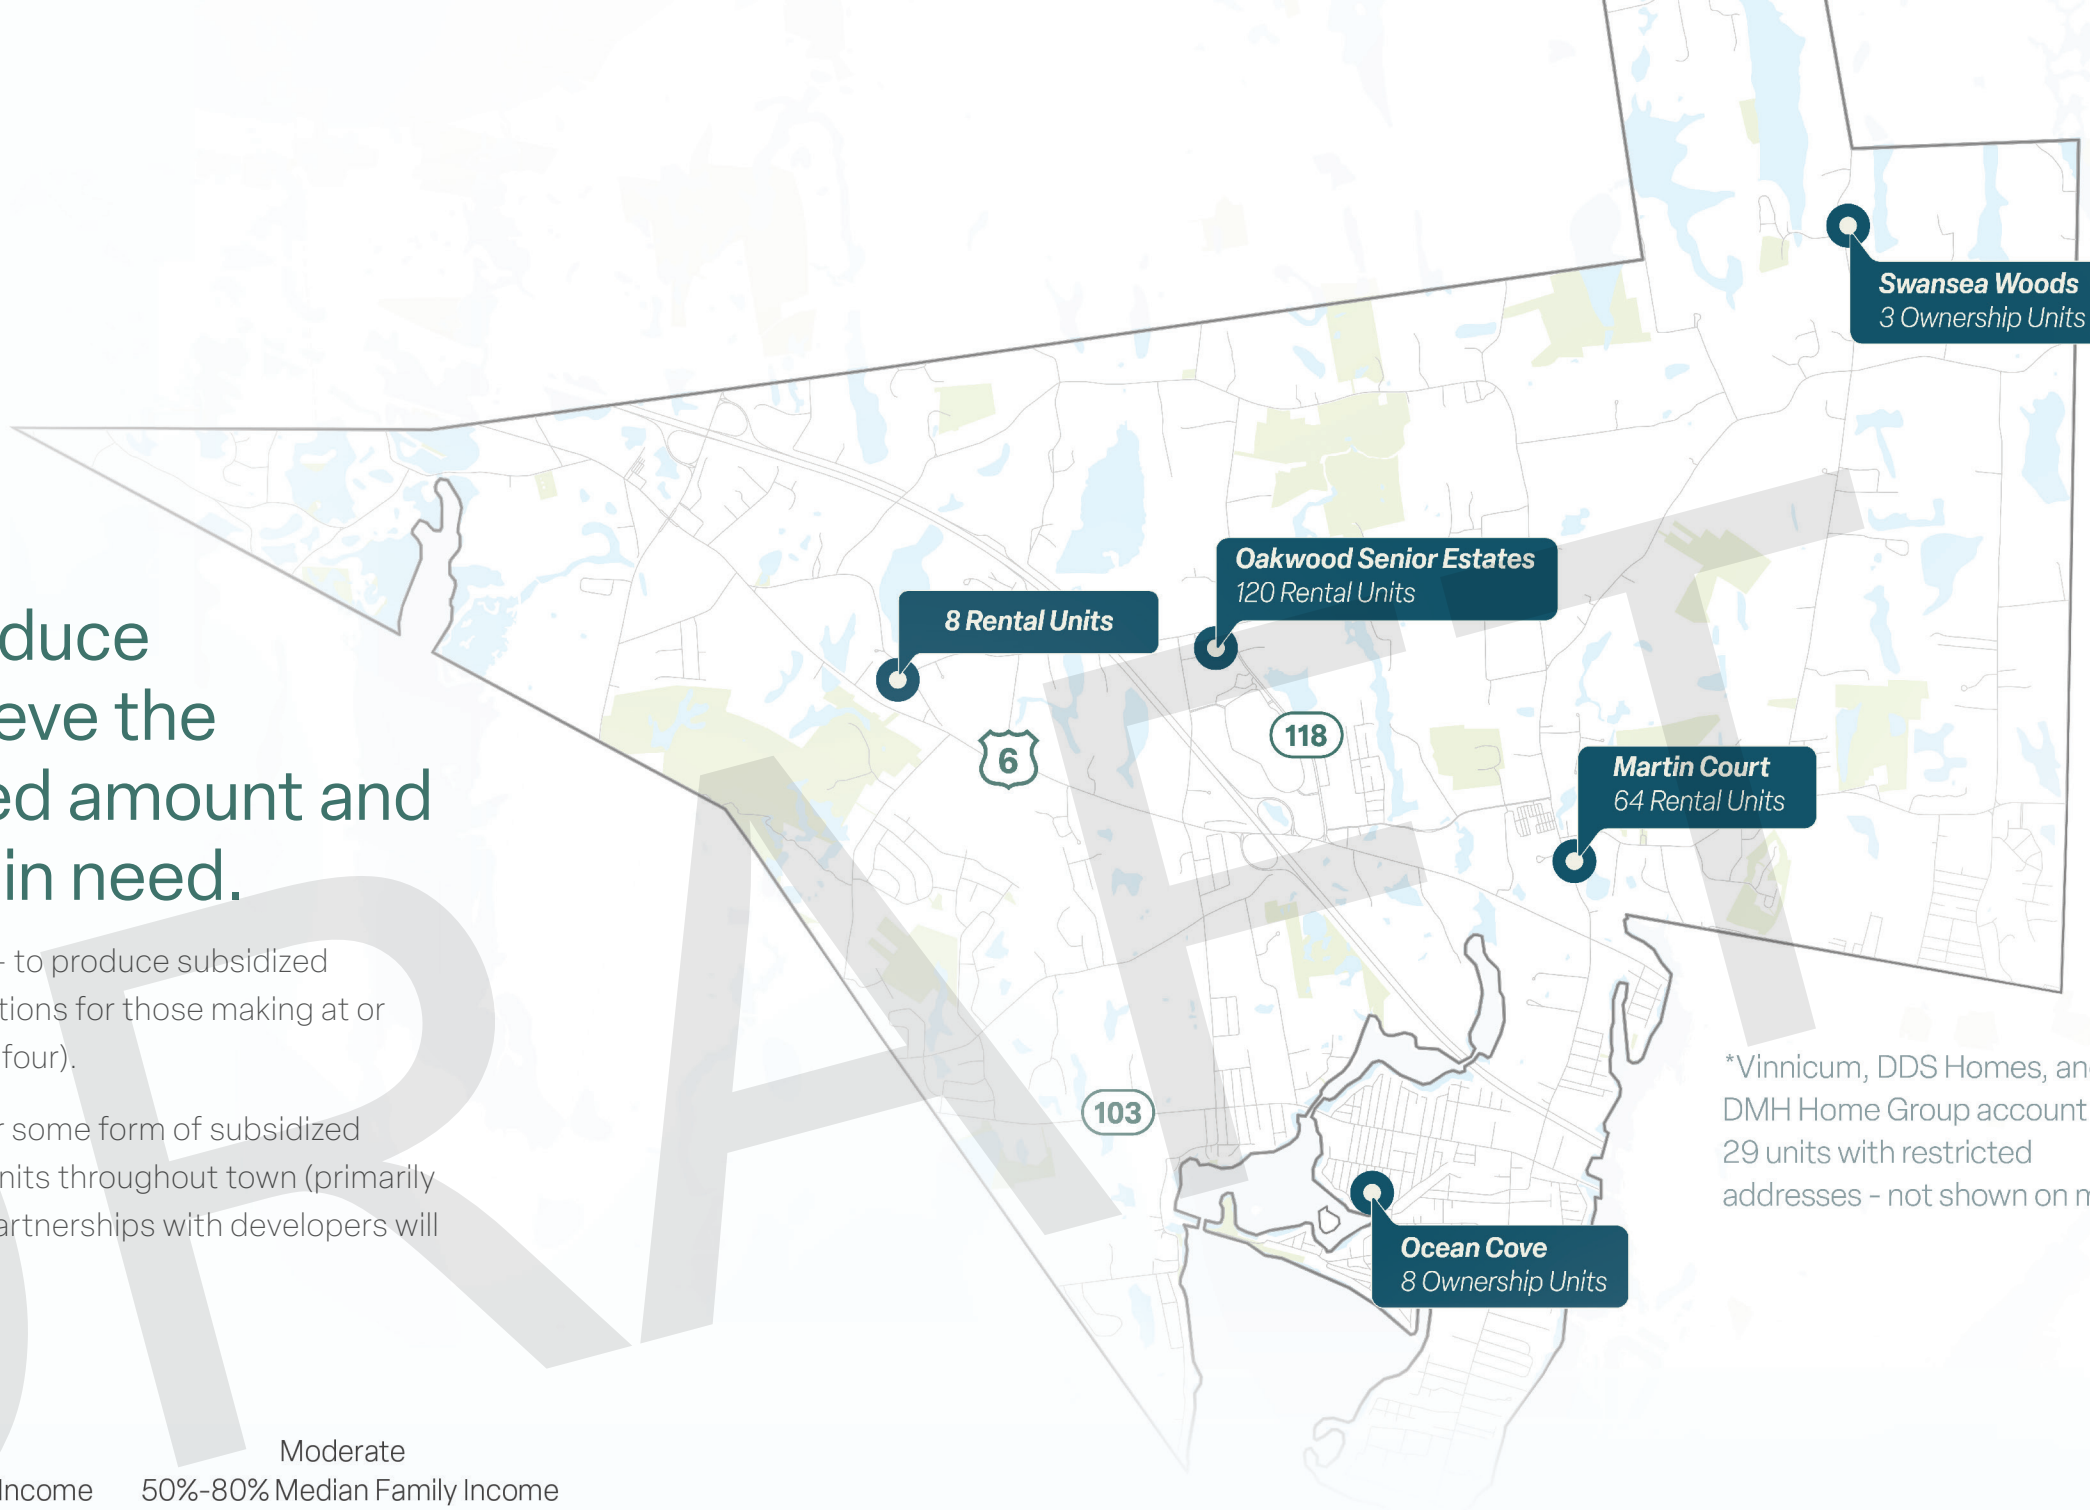 duce
eve the
ed amount and
in need.
- to produce subsidized
tions for those making at or
four).
r some form of subsidized
nits throughout town (primarily
artnerships with developers will
Income
Moderate
50%-80% Median Family Income
Swansea Woods
3 Ownership Units
Oakwood Senior Estates
120 Rental Units
8 Rental Units
6
118
Martin Court
64 Rental Units
103
Ocean Cove
8 Ownership Units
*Vinnicum, DDS Homes, an
DMH Home Group account
29 units with restricted
addresses - not shown on m
DRAFT